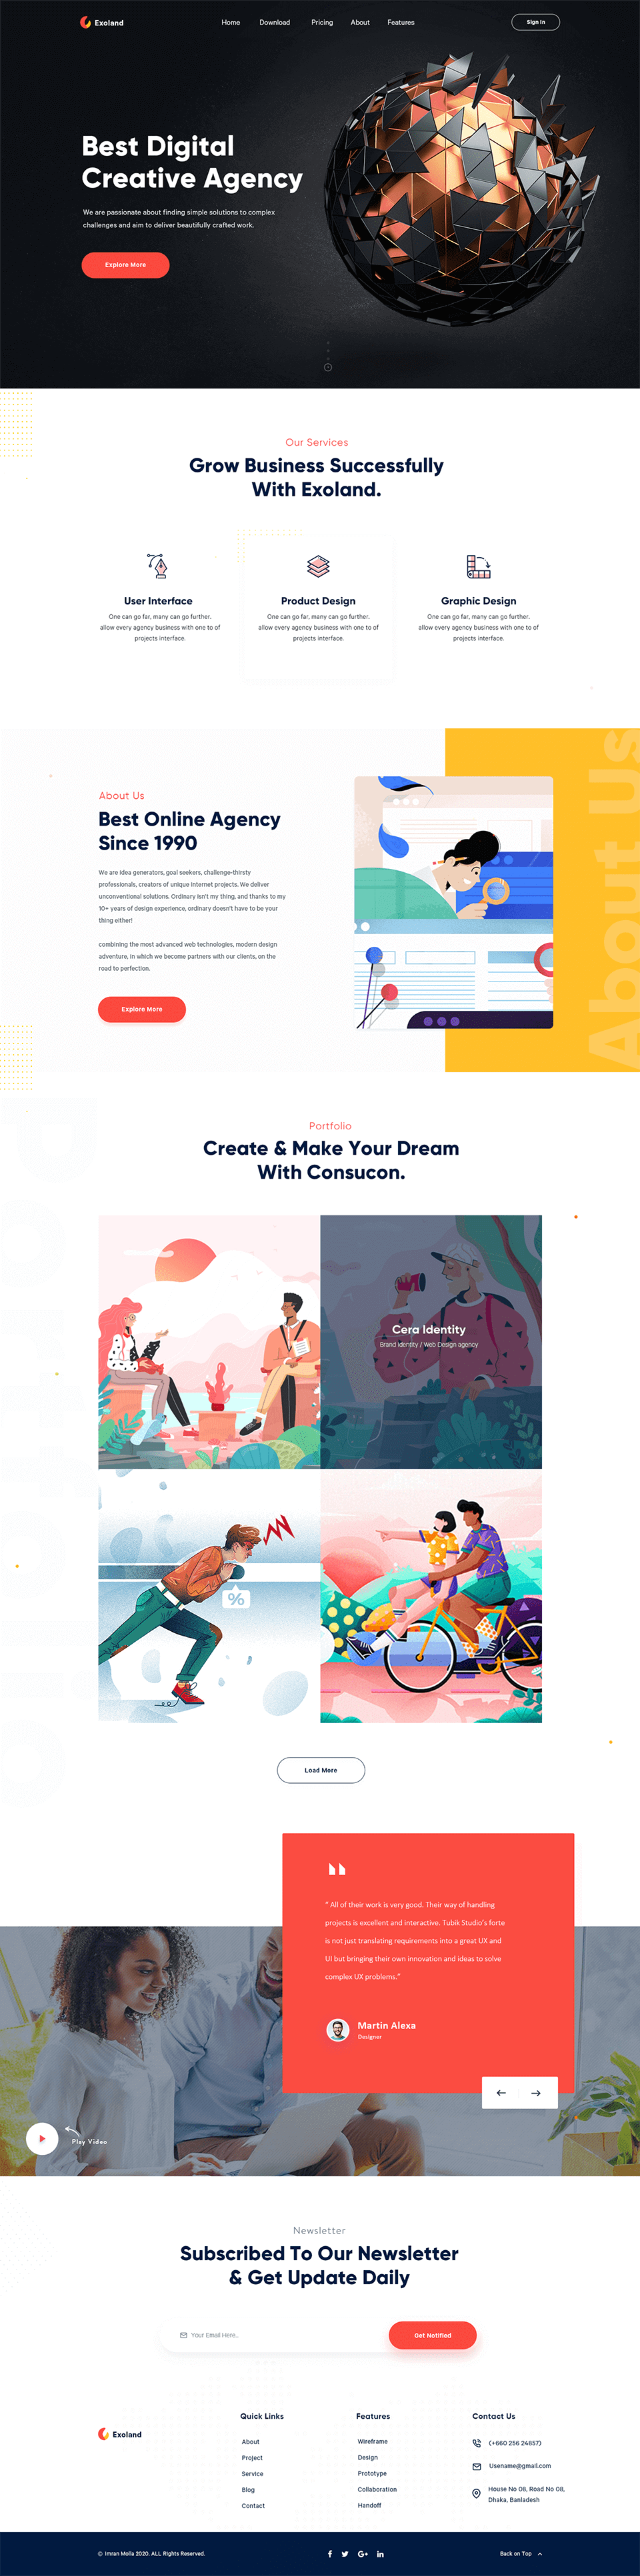 Exoland
Home Download Pricing About Features
Sign In
Best Digital
Creative Agency
We are passionate about finding simple solutions to complex
challenges and aim to deliver beautifully crafted work.
Explore More
Our Services
Grow Business Successfully
With Exoland.
User Interface
One can go far, many can go further.
allow every agency business with one to of
projects interface.
Product Design
One can go far, many can go further.
allow every agency business with one to of
projects interface.
Graphic Design
One can go far, many can go further.
allow every agency business with one to of
projects interface.
About Us
Best Online Agency
Since 1990
We are idea generators, goal seekers, challenge-thirsty
professionals, creators of unique Internet projects. We deliver
unconventional solutions. Ordinary isn't my thing, and thanks to my
10+ years of design experience, ordinary doesn't have to be your
thing either!
combining the most advanced web technologies, modern design
adventure, in which we become partners with our clients, on the
road to perfection.
Explore More
About Us
Portfolio
Portfolio
Create & Make Your Dream
With Consucon.
Cera Identity
Brand Identity / Web Design agency
%
Load More
“ All of their work is very good. Their way of handling
projects is excellent and interactive. Tubik Studio's forte
is not just translating requirements into a great UX and
UI but bringing their own innovation and ideas to solve
complex UX problems.”
Martin Alexa
Designer
Play Video
Newsletter
Subscribed To Our Newsletter
& Get Update Daily
Your Email Here..
Get Notified
Exoland
Quick Links
About
Project
Service
Blog
Contact
Features
Wireframe
Design
Prototype
Collaboration
Handoff
Contact Us
(+660 256 24857)
Usename@gmail.com
House No 08, Road No 08,
Dhaka, Banladesh
© Imran Molla 2020. ALL Rights Reserved.
Back on Top